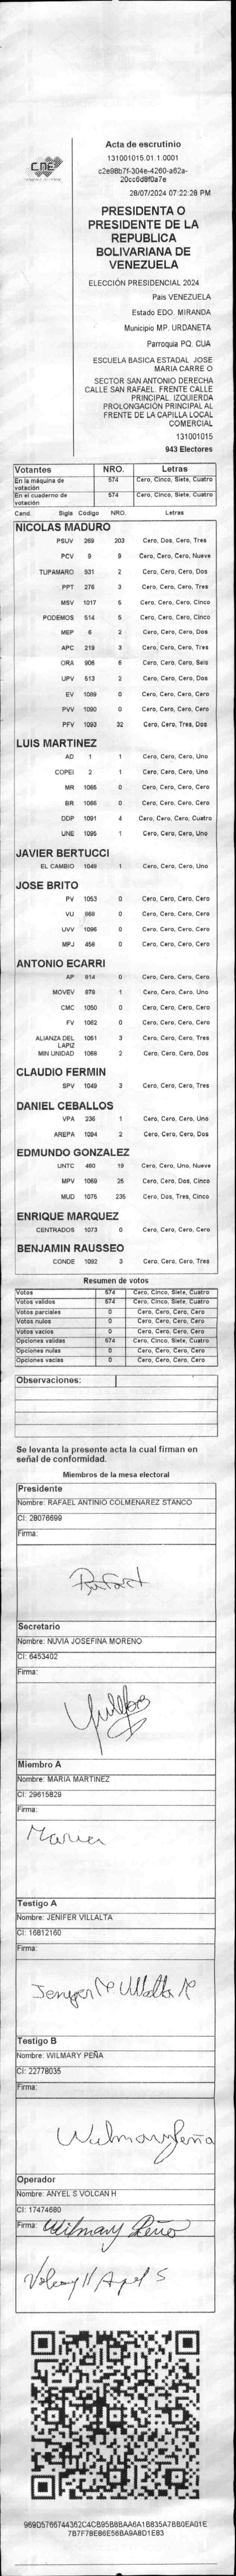 CNE
Acta de escrutinio
131001015.01.1.0001
c2e98b7f-304e-4260-a62a-
20cc6d8f0a7e
28/07/2024 07:22:28 PM
PRESIDENTA O
PRESIDENTE DE LA
REPUBLICA
BOLIVARIANA DE
VENEZUELA
ELECCIÓN PRESIDENCIAL 2024
Pais VENEZUELA
Estado EDO. MIRANDA
Municipio MP. URDANETA
Parroquia PQ. CUA
ESCUELA BASICA ESTADAL JOSE
MARIA CARRE O
SECTOR SAN ANTONIO DERECHA
CALLE SAN RAFAEL. FRENTE CALLE
PRINCIPAL. IZQUIERDA
PROLONGACIÓN PRINCIPAL AL
FRENTE DE LA CAPILLA LOCAL
COMERCIAL
131001015
943 Electores
Votantes NRO. Letras
En la máquina de votación 574 Cero, Cinco, Siete, Cuatro
En el cuaderno de votación 574 Cero, Cinco, Siete, Cuatro
Cand. Sigla Código NRO. Letras
NICOLAS MADURO
PSUV 269 203 Cero, Dos, Cero, Tres
PCV 9 9 Cero, Cero, Cero, Nueve
TUPAMARO 931 2 Cero, Cero, Cero, Dos
PPT 276 3 Cero, Cero, Cero, Tres
MSV 1017 5 Cero, Cero, Cero, Cinco
PODEMOS 514 5 Cero, Cero, Cero, Cinco
MEP 6 2 Cero, Cero, Cero, Dos
APC 219 3 Cero, Cero, Cero, Tres
ORA 906 6 Cero, Cero, Cero, Seis
UPV 513 2 Cero, Cero, Cero, Dos
EV 1089 0 Cero, Cero, Cero, Cero
PVV 1090 0 Cero, Cero, Cero, Cero
PFV 1093 32 Cero, Cero, Tres, Dos
LUIS MARTINEZ
AD 1 1 Cero, Cero, Cero, Uno
COPEI 2 1 Cero, Cero, Cero, Uno
MR 1065 0 Cero, Cero, Cero, Cero
BR 1066 0 Cero, Cero, Cero, Cero
DDP 1091 4 Cero, Cero, Cero, Cuatro
UNE 1095 1 Cero, Cero, Cero, Uno
JAVIER BERTUCCI
EL CAMBIO 1048 1 Cero, Cero, Cero, Uno
JOSE BRITO
PV 1053 0 Cero, Cero, Cero, Cero
VU 868 0 Cero, Cero, Cero, Cero
UVV 1096 0 Cero, Cero, Cero, Cero
MPJ 458 0 Cero, Cero, Cero, Cero
ANTONIO ECARRI
AP 914 0 Cero, Cero, Cero, Cero
MOVEV 979 1 Cero, Cero, Cero, Uno
CMC 1050 0 Cero, Cero, Cero, Cero
FV 1062 0 Cero, Cero, Cero, Cero
ALIANZA DEL LAPIZ 1061 3 Cero, Cero, Cero, Tres
MIN UNIDAD 1068 2 Cero, Cero, Cero, Dos
CLAUDIO FERMIN
SPV 1049 3 Cero, Cero, Cero, Tres
DANIEL CEBALLOS
VPA 236 1 Cero, Cero, Cero, Uno
AREPA 1094 2 Cero, Cero, Cero, Dos
EDMUNDO GONZALEZ
UNTC 460 19 Cero, Cero, Uno, Nueve
MPV 1069 25 Cero, Cero, Dos, Cinco
MUD 1075 235 Cero, Dos, Tres, Cinco
ENRIQUE MARQUEZ
CENTRADOS 1073 0 Cero, Cero, Cero, Cero
BENJAMIN RAUSSEO
CONDE 1092 3 Cero, Cero, Cero, Tres
Resumen de votos
Votos 574 Cero, Cinco, Siete, Cuatro
Votos validos 574 Cero, Cinco, Siete, Cuatro
Votos parciales 0 Cero, Cero, Cero, Cero
Votos nulos 0 Cero, Cero, Cero, Cero
Votos vacios 0 Cero, Cero, Cero, Cero
Opciones validas 574 Cero, Cinco, Siete, Cuatro
Opciones nulas 0 Cero, Cero, Cero, Cero
Opciones vacias 0 Cero, Cero, Cero, Cero
Observaciones:
Se levanta la presente acta la cual firman en
señal de conformidad.
Miembros de la mesa electoral
Presidente
Nombre: RAFAEL ANTINIO COLMENAREZ STANCO
CI: 28076699
Firma:
Secretario
Nombre: NUVIA JOSEFINA MORENO
CI: 6453402
Firma:
Miembro A
Nombre: MARIA MARTINEZ
CI: 29615829
Firma:
Maria
Testigo A
Nombre: JENIFER VILLALTA
CI: 16812160
Firma:
Testigo B
Nombre: WILMARY PEÑA
CI: 22778035
Firma:
Wilmary Peña
Operador
Nombre: ANYEL S VOLCAN H
CI: 17474680
Firma: Wilmary Peña
969D5766744362C4CB95B8BAA6A1B835A7BB0EA01E
7B7F78E86E56BA9A8D1E83